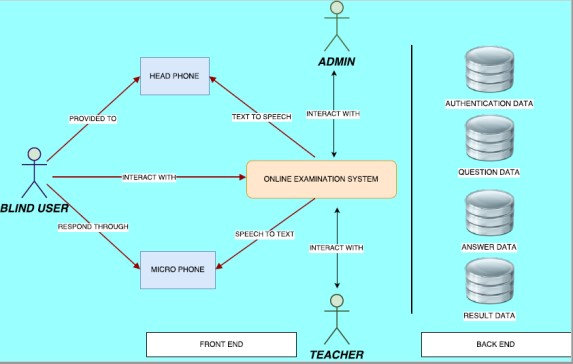 ADMIN
HEAD PHONE
AUTHENTICATION DATA
INTERACT WITH
TEXT TO SPEECH
PROVIDED TO
QUESTION DATA
INTERACT WITH
ONLINE EXAMINATION SYSTEM
BLIND USER
RESPOND THROUGH
SPEECH TO TEXT
INTERACT WITH
ANSWER DATA
MICRO PHONE
RESULT DATA
FRONT END
BACK END
TEACHER